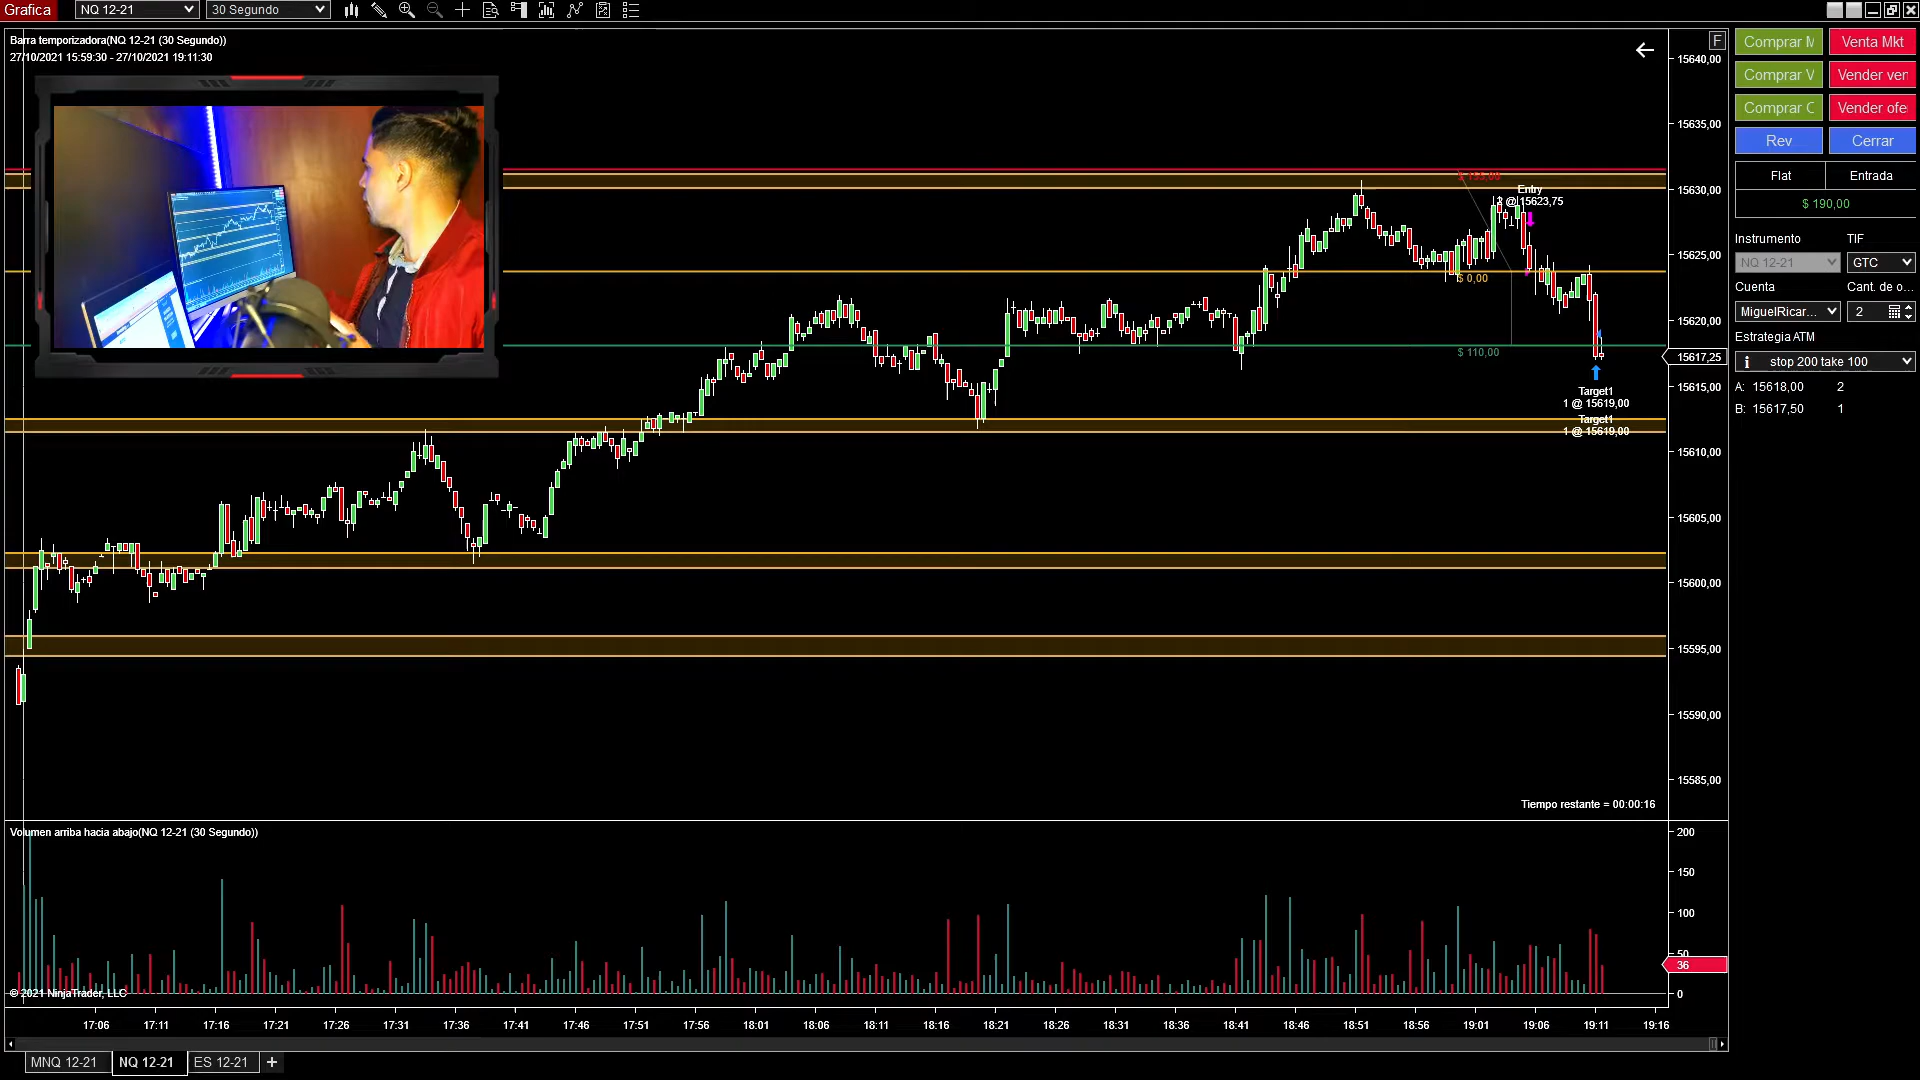 Grafica NQ 12-21 30 Segundo
Barra temporizadora(NQ 12-21 (30 Segundo))
27/10/2021 15:59:30 - 27/10/2021 19:11:30
F
15640,00
15635,00
15630,00
15625,00
15620,00
15617,25
15615,00
15610,00
15605,00
15600,00
15595,00
15590,00
15585,00
$ 155,00
Entry
2 @ 15623,75
$ 0,00
$ 110,00
Target1
1 @ 15619,00
Target1
1 @ 15619,00
Tiempo restante = 00:00:16
Volumen arriba hacia abajo(NQ 12-21 (30 Segundo))
200
150
100
50
36
0
© 2021 NinjaTrader, LLC
17:06 17:11 17:16 17:21 17:26 17:31 17:36 17:41 17:46 17:51 17:56 18:01 18:06 18:11 18:16 18:21 18:26 18:31 18:36 18:41 18:46 18:51 18:56 19:01 19:06 19:11 19:16
MNQ 12-21 NQ 12-21 ES 12-21 +
Comprar M Venta Mkt
Comprar V Vender ven
Comprar C Vender ofe
Rev Cerrar
Flat Entrada
$ 190,00
Instrumento TIF
NQ 12-21 GTC
Cuenta Cant. de o...
MiguelRicar... 2
Estrategia ATM
i stop 200 take 100
A: 15618,00 2
B: 15617,50 1